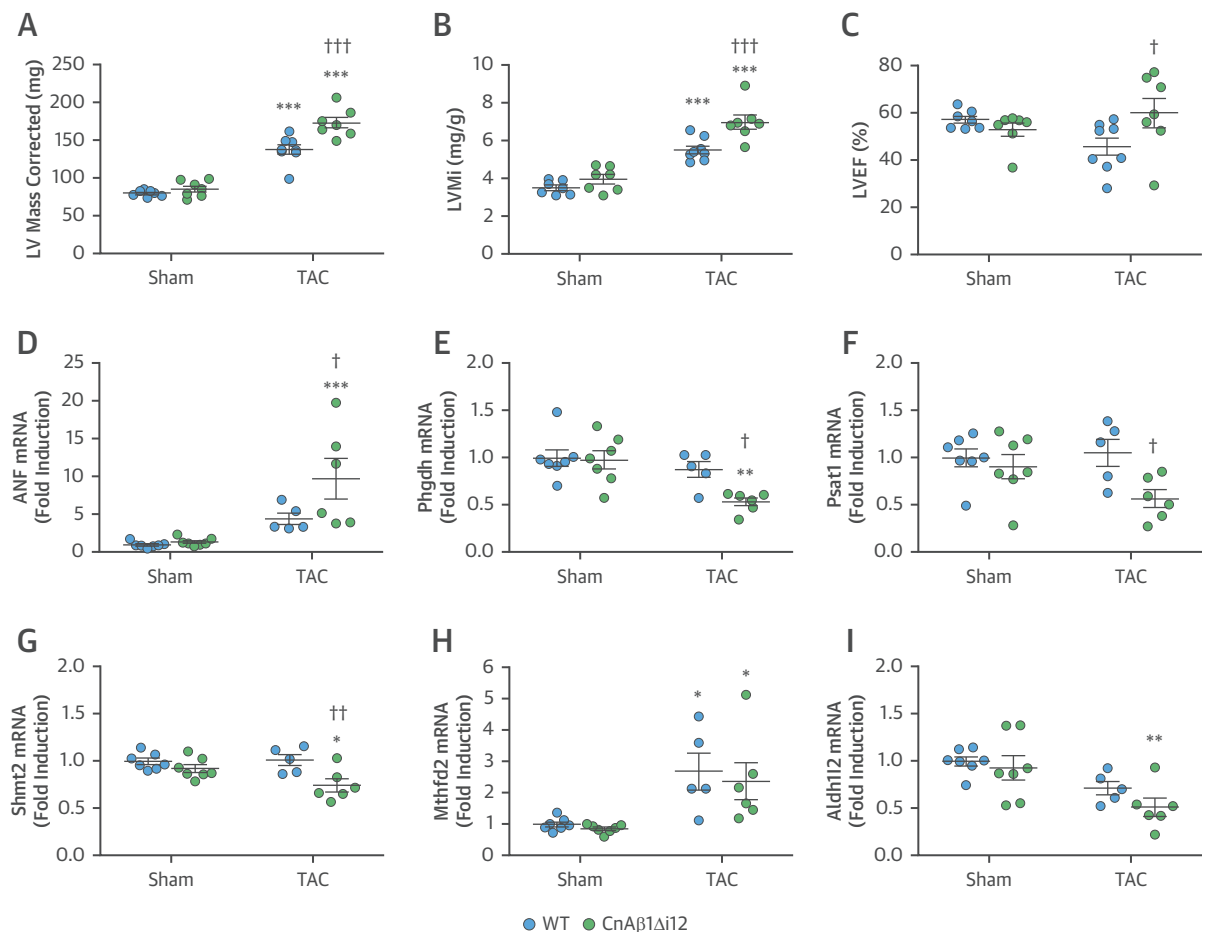 A
LV Mass Corrected (mg)
250
200
150
100
50
0
***
†††
***
Sham
TAC
B
LVMi (mg/g)
10
8
6
4
2
0
***
†††
***
Sham
TAC
C
LVEF (%)
80
60
40
20
0
†
Sham
TAC
D
ANF mRNA
(Fold Induction)
25
20
15
10
5
0
†
***
Sham
TAC
E
Phgdh mRNA
(Fold Induction)
2.0
1.5
1.0
0.5
0.0
†
**
Sham
TAC
F
Psat1 mRNA
(Fold Induction)
2.0
1.5
1.0
0.5
0.0
†
Sham
TAC
G
Shmt2 mRNA
(Fold Induction)
2.0
1.5
1.0
0.5
0.0
††
*
Sham
TAC
H
Mthfd2 mRNA
(Fold Induction)
6
5
4
3
2
1
0
*
*
Sham
TAC
I
Aldh1l2 mRNA
(Fold Induction)
2.0
1.5
1.0
0.5
0.0
**
Sham
TAC
WT CnAβ1Δi12